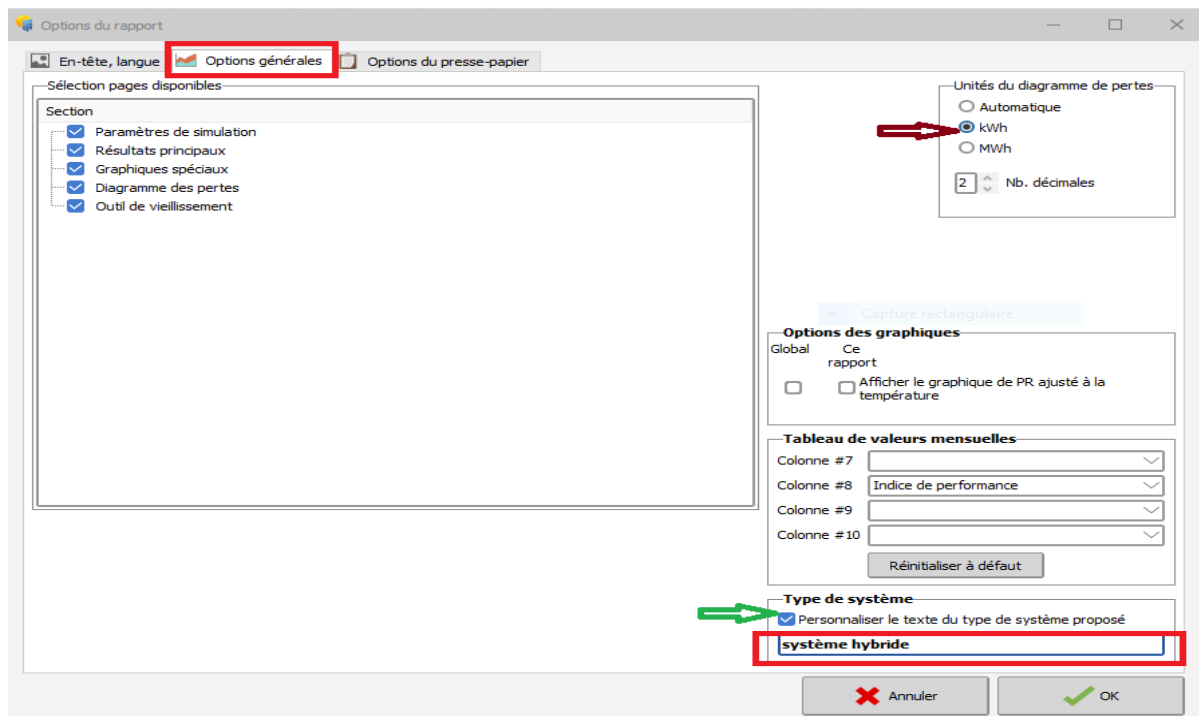 Options du rapport
En-tête, langue
Options générales
Options du presse-papier
Sélection pages disponibles
Section
Paramètres de simulation
Résultats principaux
Graphiques spéciaux
Diagramme des pertes
Outil de vieillissement
Unités du diagramme de pertes
Automatique
kWh
MWh
2 Nb. décimales
Capture rectangulaire
Options des graphiques
Global Ce
rapport
Afficher le graphique de PR ajusté à la
température
Tableau de valeurs mensuelles
Colonne #7
Colonne #8 Indice de performance
Colonne #9
Colonne #10
Réinitialiser à défaut
Type de système
Personnaliser le texte du type de système proposé
système hybride
Annuler
OK